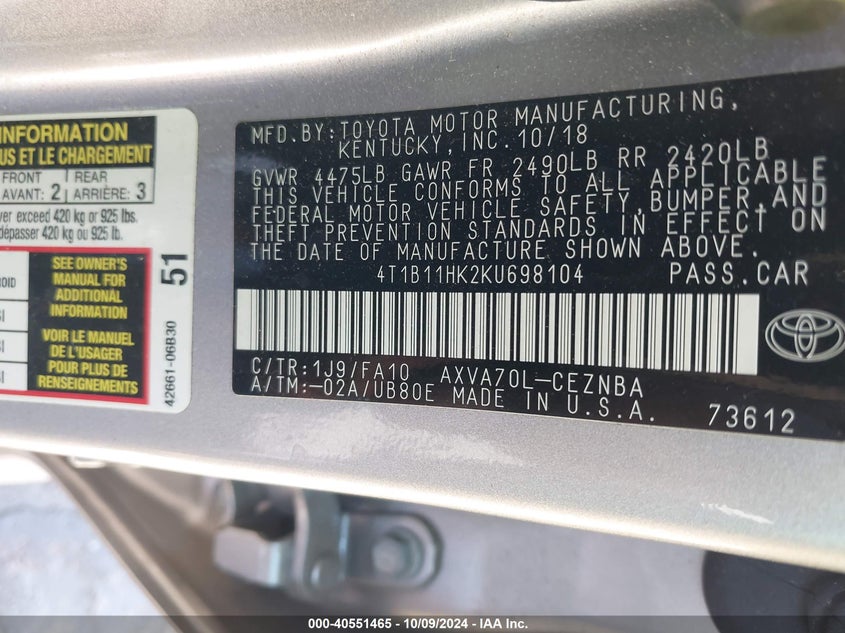 INFORMATION
US ET LE CHARGEMENT
FRONT
AVANT: 2
REAR
ARRIÈRE: 3
ver exceed 420 kg or 925 lbs.
dépasser 420 kg ou 925 lb.
SEE OWNER'S
MANUAL FOR
ADDITIONAL
INFORMATION
VOIR LE MANUEL
DE L'USAGER
POUR PLUS DE
RENSEIGNEMENTS
51
42661-06B30
MFD.BY:TOYOTA MOTOR MANUFACTURING,
KENTUCKY,INC.10/18
GVWR 4475LB GAWR FR 2490LB RR 2420LB
THIS VEHICLE CONFORMS TO ALL APPLICABLE
FEDERAL MOTOR VEHICLE SAFETY,BUMPER,AND
THEFT PREVENTION STANDARDS IN EFFECT ON
THE DATE OF MANUFACTURE SHOWN ABOVE.
4T1B11HK2KU698104 PASS.CAR
C/TR:1J9/FA10 AXVA70L-CEZNBA
A/TM:-02A/UB80E MADE IN U.S.A. 73612
000-40551465 - 10/09/2024 - IAA Inc.